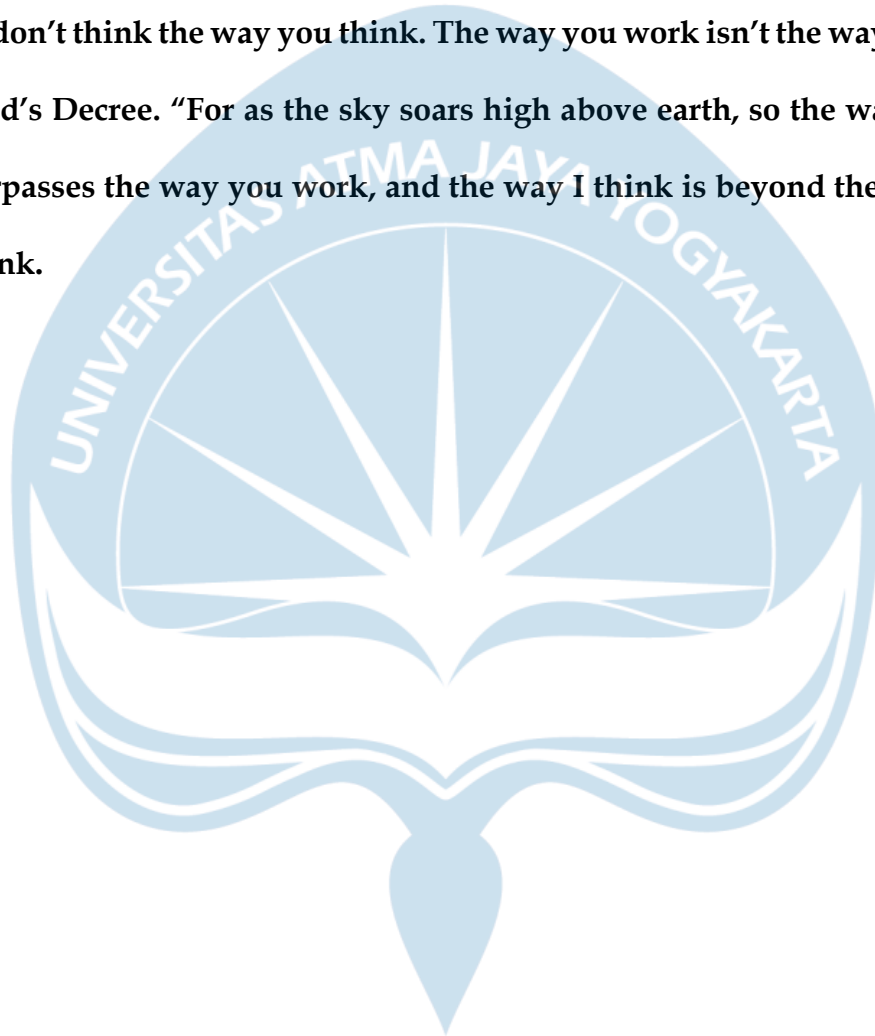 don’t think the way you think. The way you work isn’t the way
d’s Decree. “For as the sky soars high above earth, so the wa
rpasses the way you work, and the way I think is beyond the
nk.
UNIVERSITAS ATMA JAYA YOGYAKARTA